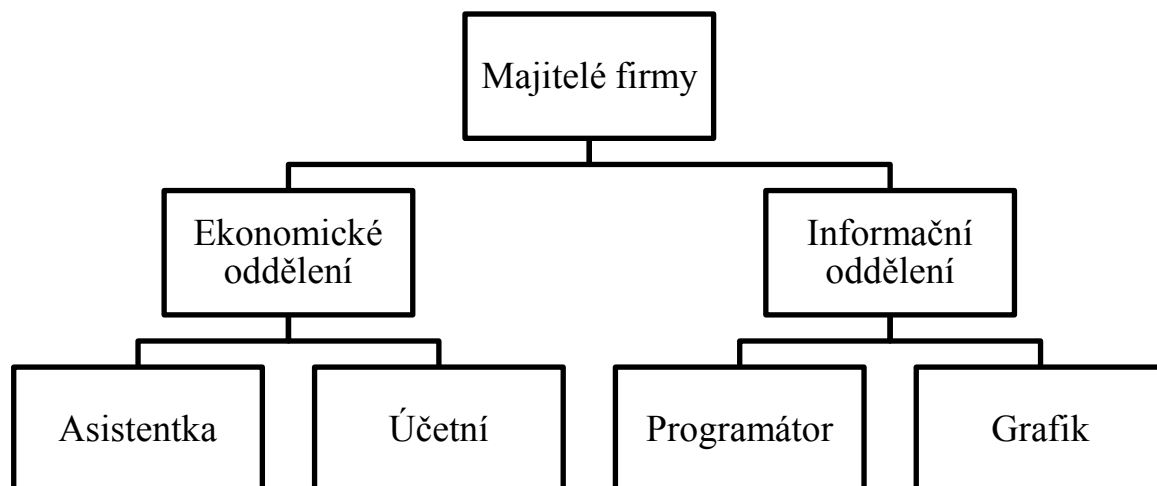 Majitelé firmy
Ekonomické
oddělení
Informační
oddělení
Asistentka
Účetní
Programátor
Grafik